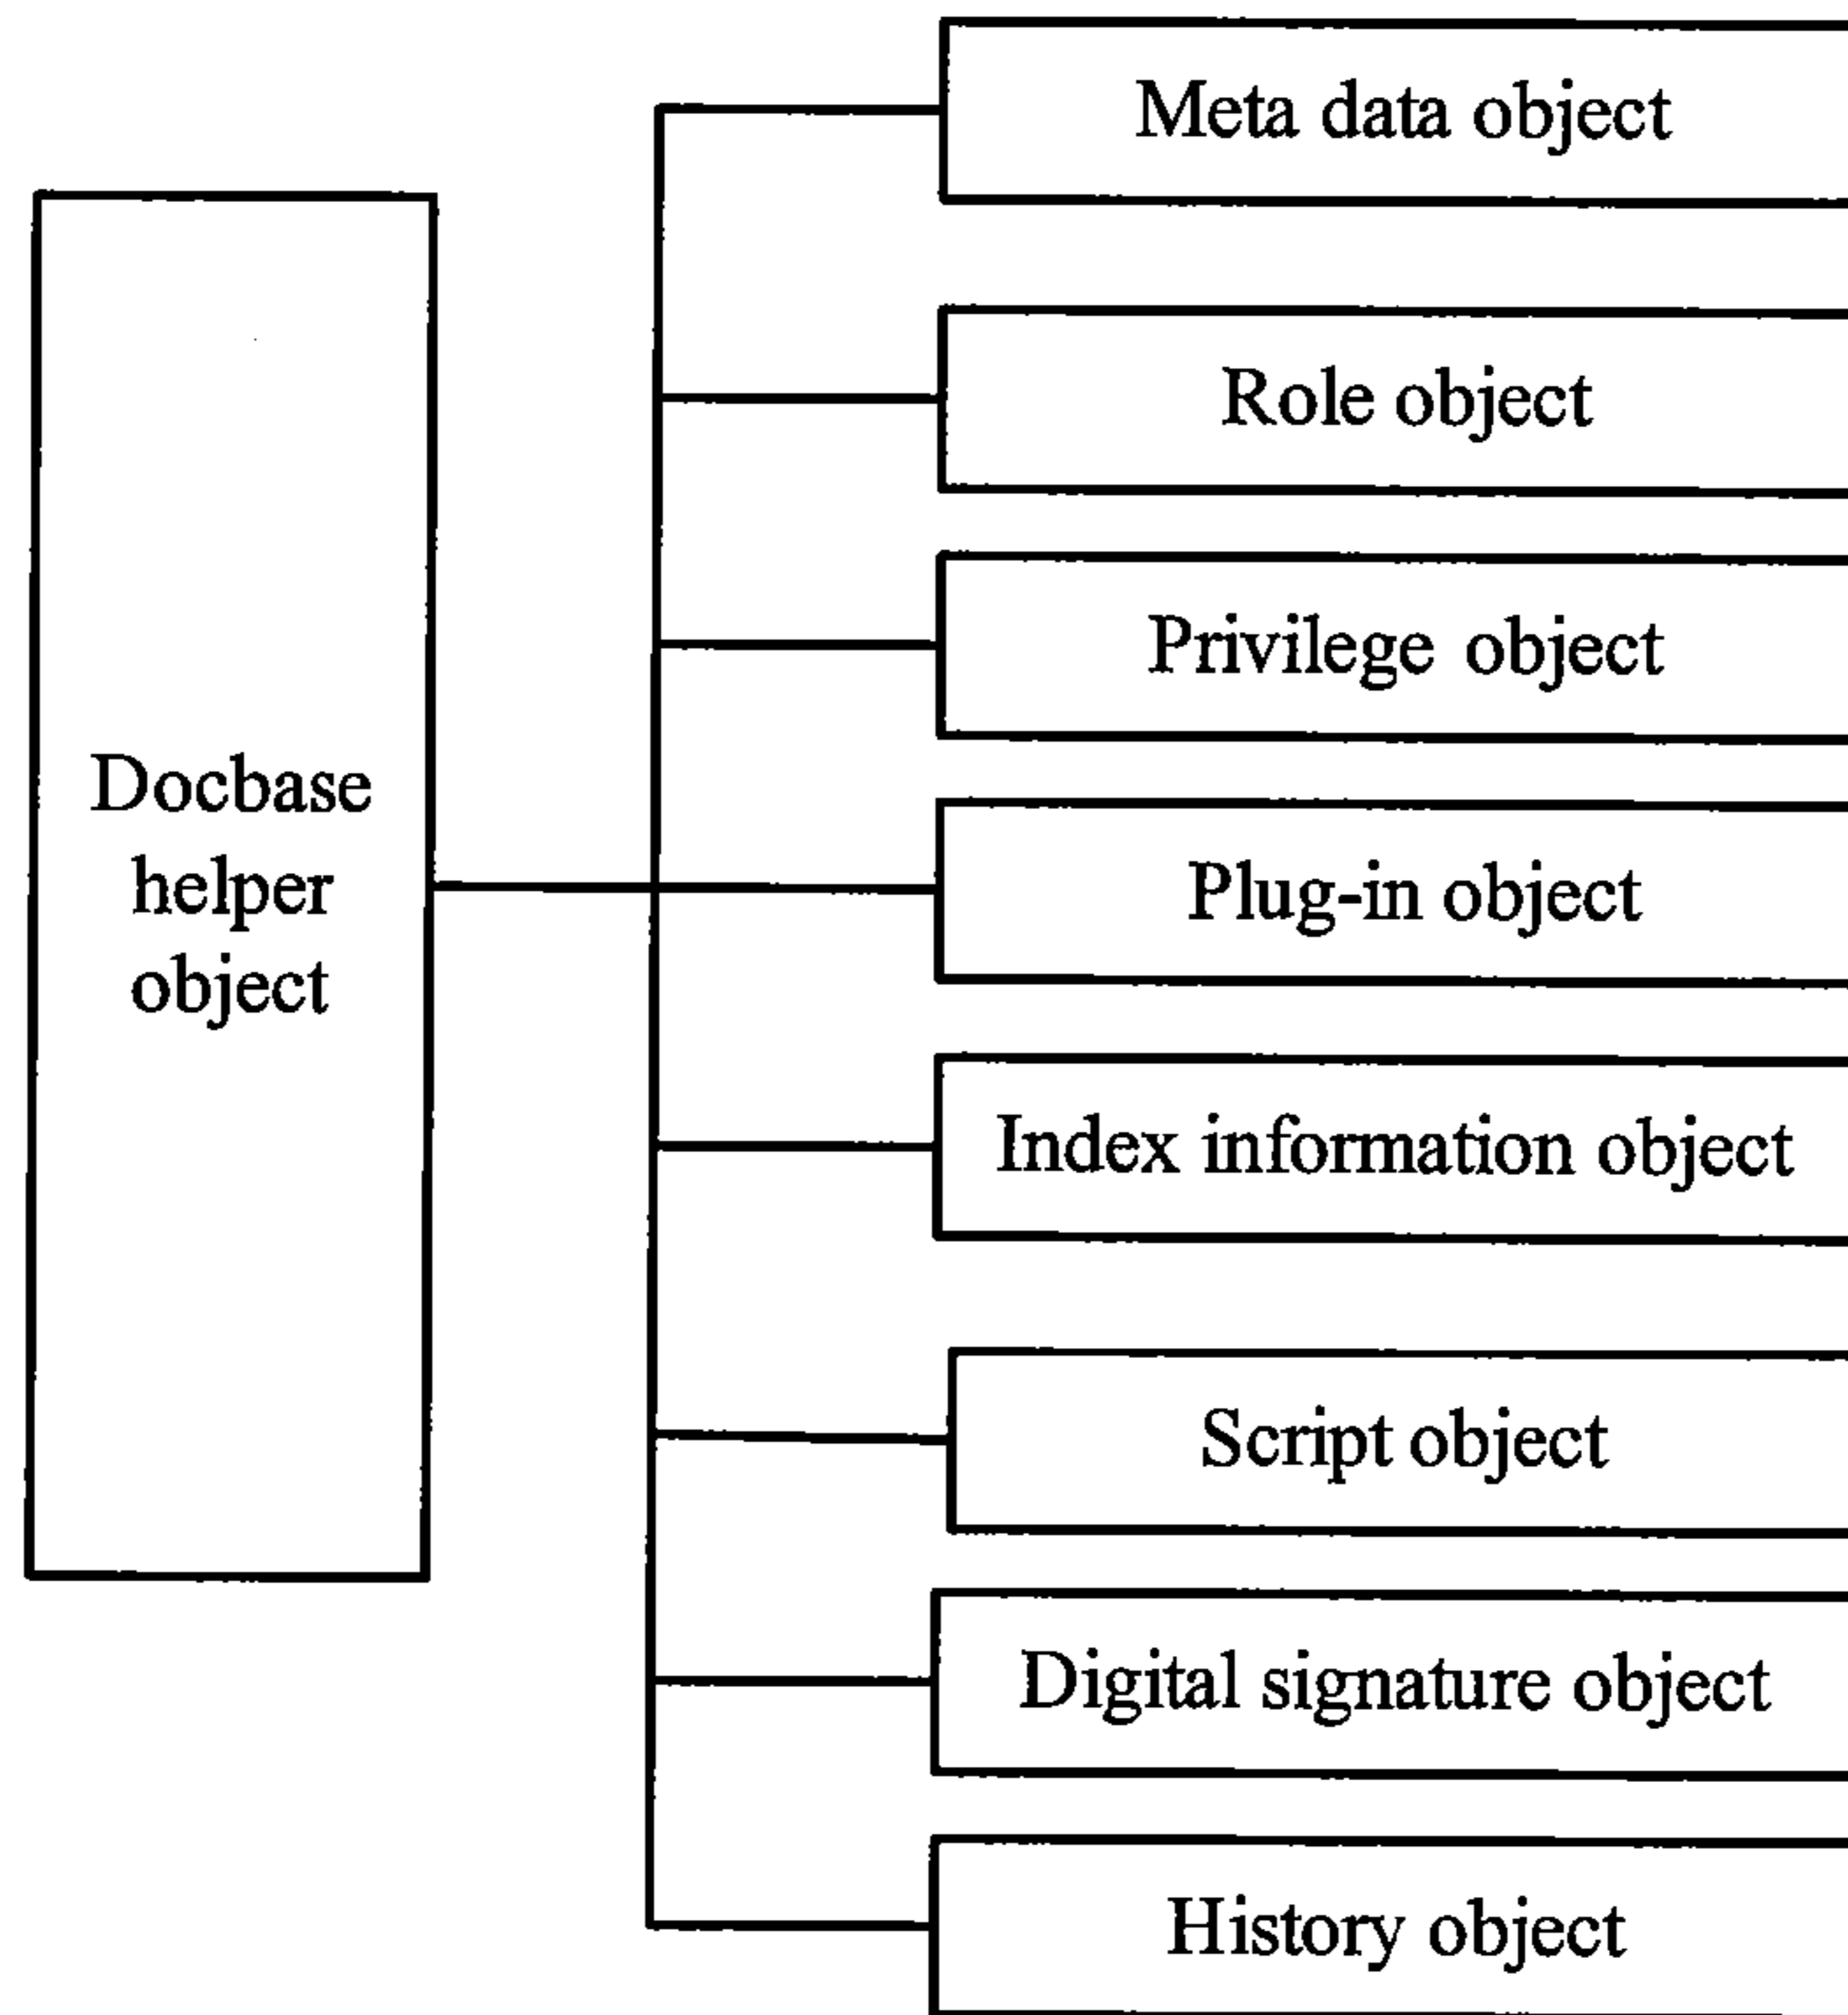 Meta data object
Role object
Privilege object
Docbase
helper
object
Plug-in object
Index information object
Script object
Digital signature object
History object